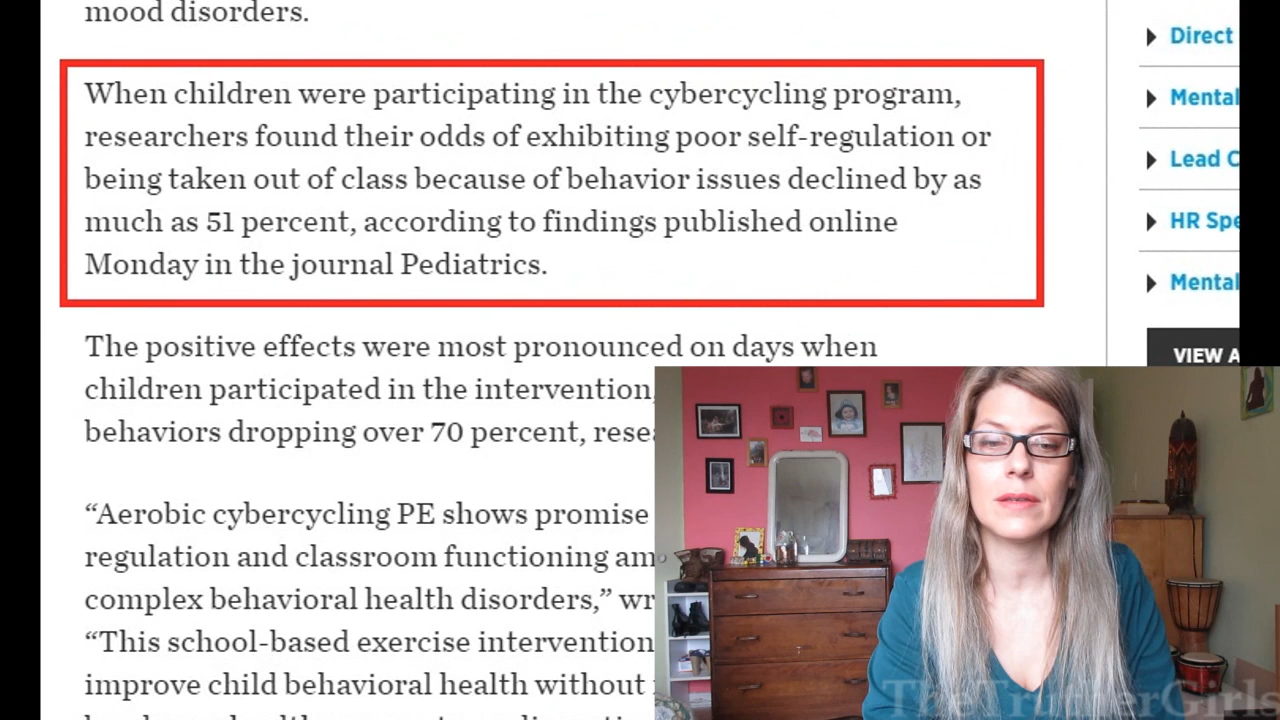 mood disorders.
When children were participating in the cybercycling program,
researchers found their odds of exhibiting poor self-regulation or
being taken out of class because of behavior issues declined by as
much as 51 percent, according to findings published online
Monday in the journal Pediatrics.
The positive effects were most pronounced on days when
children participated in the intervention,
behaviors dropping over 70 percent, rese
“Aerobic cybercycling PE shows promise
regulation and classroom functioning am
complex behavioral health disorders,” wr
“This school-based exercise intervention
improve child behavioral health without
Direct
Mental
Lead C
HR Spe
Mental
VIEW A
TheTrutherGirls